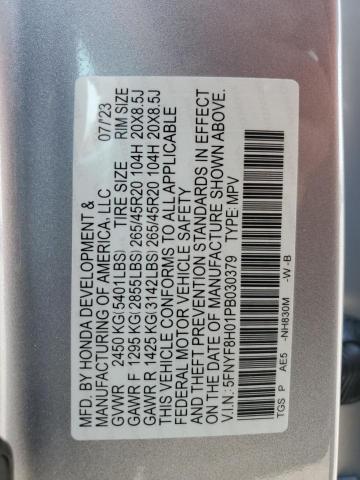 MFD. BY HONDA DEVELOPMENT &
MANUFACTURING OF AMERICA, LLC 07/'23
GVWR 2450 KG(5401LBS) TIRE SIZE RIM SIZE
GAWR F 1295 KG(2855LBS)265/45R20 104H 20X8.5J
GAWR R 1425 KG(3142LBS)265/45R20 104H 20X8.5J
THIS VEHICLE CONFORMS TO ALL APPLICABLE
FEDERAL MOTOR VEHICLE SAFETY
AND THEFT PREVENTION STANDARDS IN EFFECT
ON THE DATE OF MANUFACTURE SHOWN ABOVE.
V.I.N.: 5FNYF8H01PB030379 TYPE: MPV
TGS P AE5 -NH830M -W -B